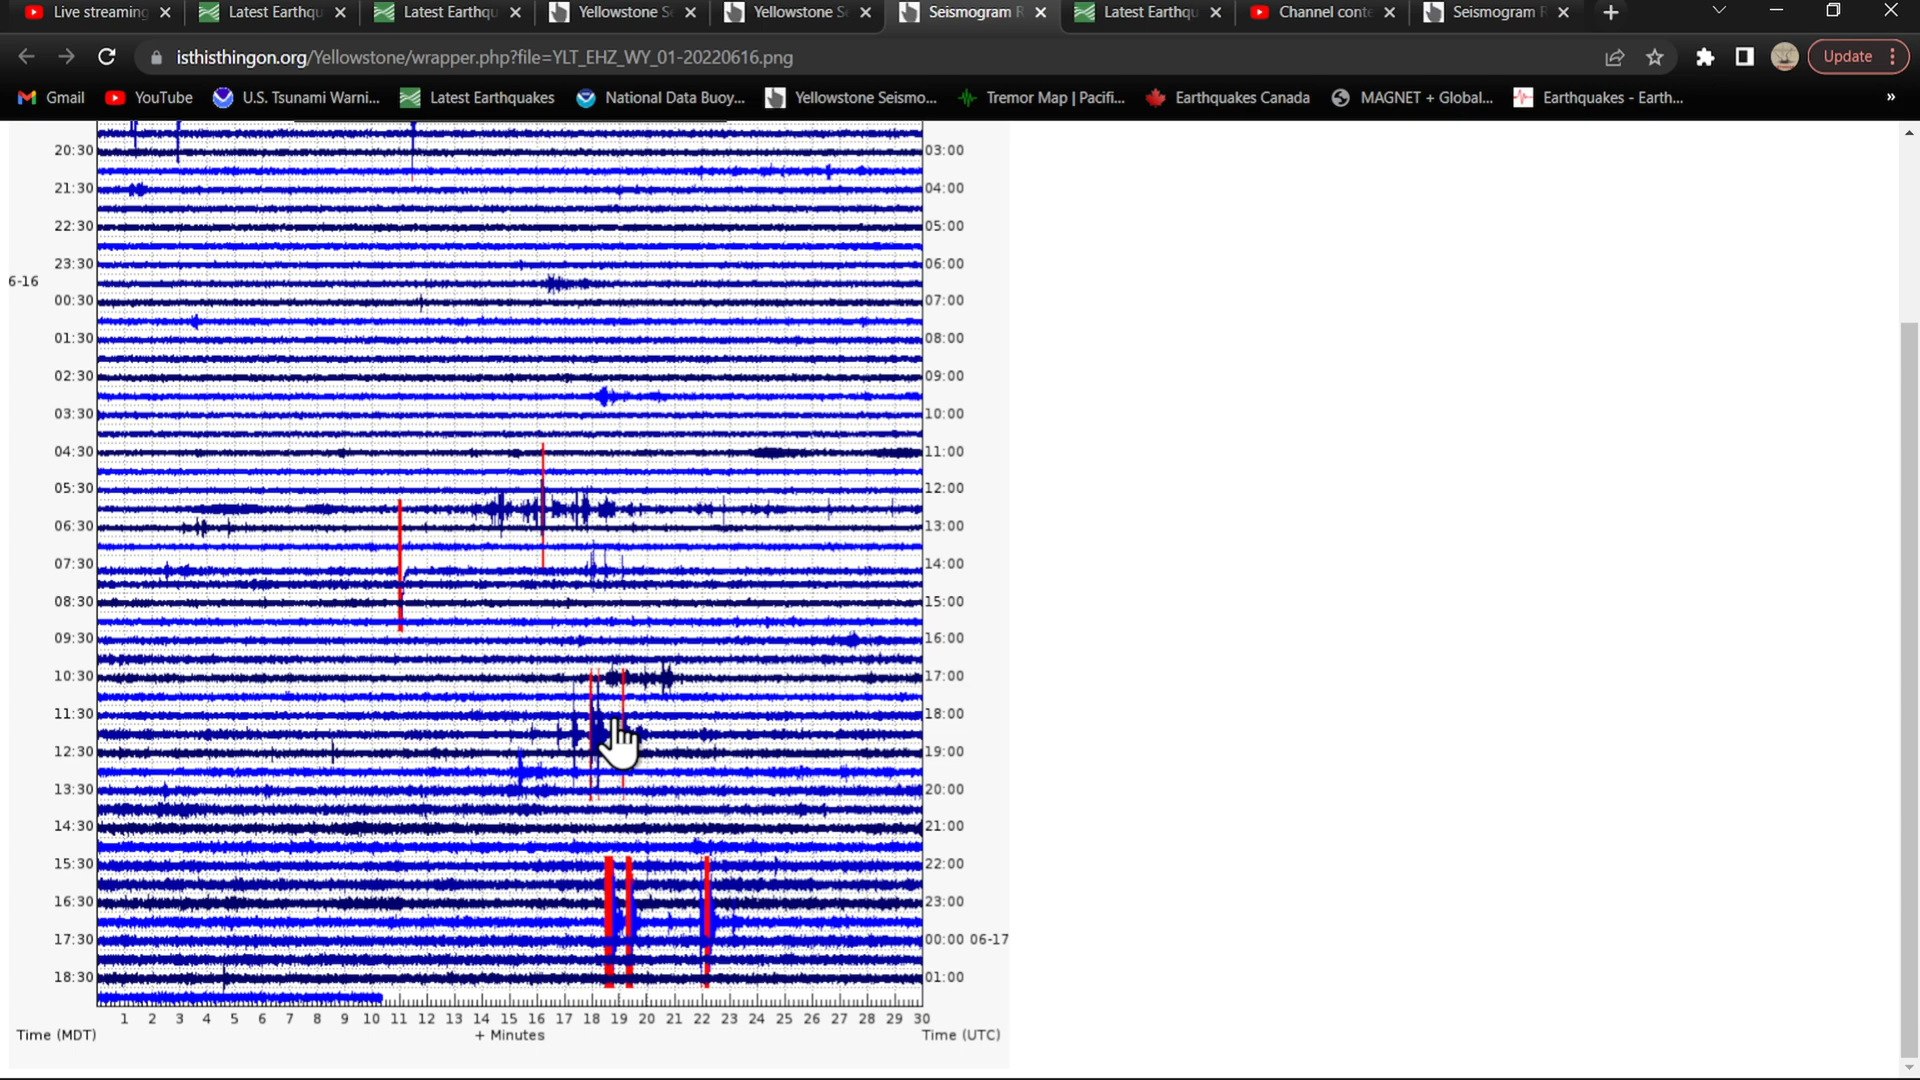 Live streaming
Latest Earthqu
Latest Earthq
Yellowstone S
Yellowstone S
Seismogram R
Latest Earthqu
Channel conte
Seismogram R
isthisthingon.org/Yellowstone/wrapper.php?file=YLT_EHZ_WY_01-20220616.png
Update
Gmail
YouTube
U.S. Tsunami Warni...
Latest Earthquakes
National Data Buoy...
Yellowstone Seismo...
Tremor Map | Pacifi...
Earthquakes Canada
MAGNET + Global...
Earthquakes - Earth...
»
20:30 03:00
21:30 04:00
22:30 05:00
23:30 06:00
6-16
00:30 07:00
01:30 08:00
02:30 09:00
03:30 10:00
04:30 11:00
05:30 12:00
06:30 13:00
07:30 14:00
08:30 15:00
09:30 16:00
10:30 17:00
11:30 18:00
12:30 19:00
13:30 20:00
14:30 21:00
15:30 22:00
16:30 23:00
17:30 00:00 06-17
18:30 01:00
1 2 3 4 5 6 7 8 9 10 11 12 13 14 15 16 17 18 19 20 21 22 23 24 25 26 27 28 29 30
Time (MDT) + Minutes Time (UTC)